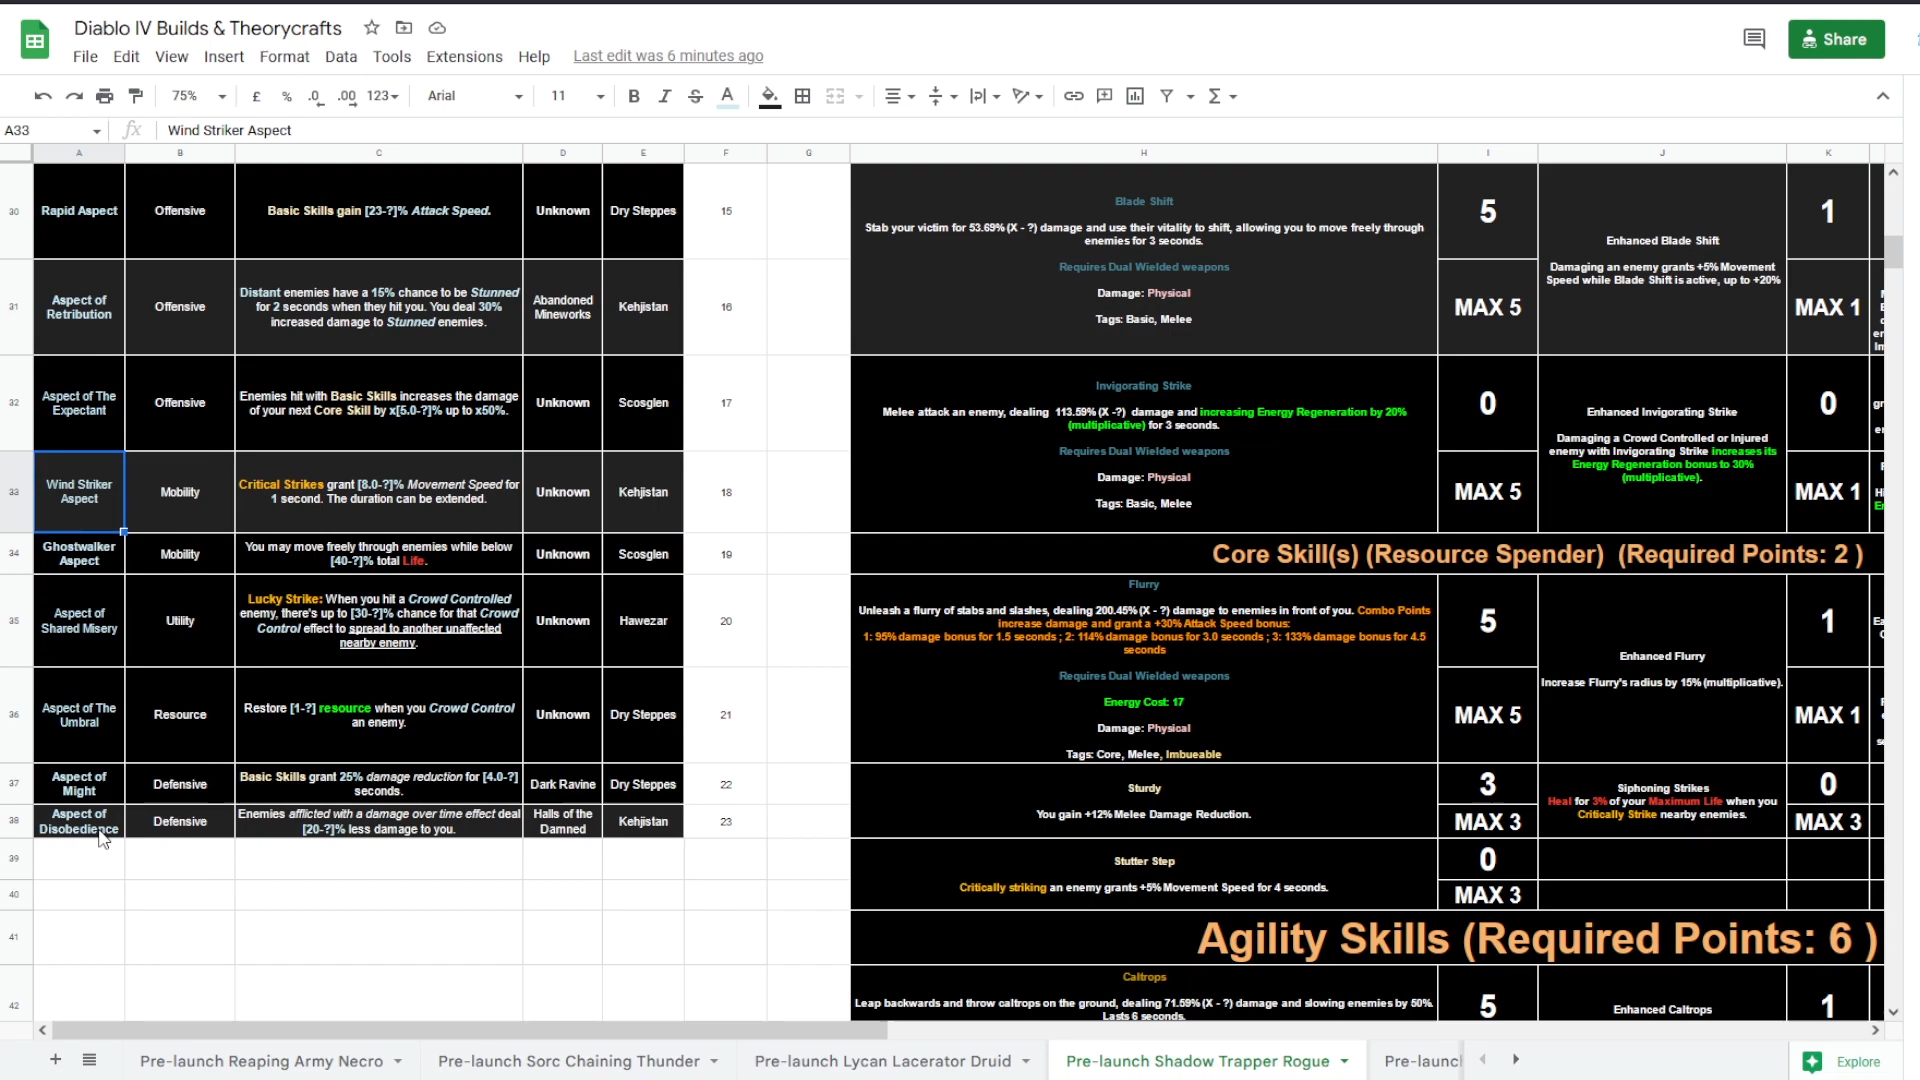 Diablo IV Builds & Theorycrafts
Share
File Edit View Insert Format Data Tools Extensions Help Last edit was 6 minutes ago
75% £ % .0 .00 123 Arial 11 B I S A
A33 fx Wind Striker Aspect
A B C D E F G H I J K
30
Rapid Aspect
Offensive
Basic Skills gain [23-?]% Attack Speed.
Unknown
Dry Steppes
15
31
Aspect of
Retribution
Offensive
Distant enemies have a 15% chance to be Stunned
for 2 seconds when they hit you. You deal 30%
increased damage to Stunned enemies.
Abandoned
Mineworks
Kehjistan
16
32
Aspect of The
Expectant
Offensive
Enemies hit with Basic Skills increases the damage
of your next Core Skill by x[5.0-?]% up to x50%.
Unknown
Scosglen
17
33
Wind Striker
Aspect
Mobility
Critical Strikes grant [8.0-?]% Movement Speed for
1 second. The duration can be extended.
Unknown
Kehjistan
18
34
Ghostwalker
Aspect
Mobility
You may move freely through enemies while below
[40-?]% total Life.
Unknown
Scosglen
19
35
Aspect of
Shared Misery
Utility
Lucky Strike: When you hit a Crowd Controlled
enemy, there's up to [30-?]% chance for that Crowd
Control effect to spread to another unaffected
nearby enemy.
Unknown
Hawezar
20
36
Aspect of The
Umbral
Resource
Restore [1-?] resource when you Crowd Control
an enemy.
Unknown
Dry Steppes
21
37
Aspect of
Might
Defensive
Basic Skills grant 25% damage reduction for [4.0-?]
seconds.
Dark Ravine
Dry Steppes
22
38
Aspect of
Disobedience
Defensive
Enemies afflicted with a damage over time effect deal
[20-?]% less damage to you.
Halls of the
Damned
Kehjistan
23
39
40
41
42
Blade Shift
Stab your victim for 53.69% (X - ?) damage and use their vitality to shift, allowing you to move freely through
enemies for 3 seconds.
Requires Dual Wielded weapons
Damage: Physical
Tags: Basic, Melee
5
MAX 5
Enhanced Blade Shift
Damaging an enemy grants +5% Movement
Speed while Blade Shift is active, up to +20%
1
MAX 1
Invigorating Strike
Melee attack an enemy, dealing 113.59% (X -?) damage and increasing Energy Regeneration by 20%
(multiplicative) for 3 seconds.
Requires Dual Wielded weapons
Damage: Physical
Tags: Basic, Melee
0
MAX 5
Enhanced Invigorating Strike
Damaging a Crowd Controlled or Injured
enemy with Invigorating Strike increases its
Energy Regeneration bonus to 30%
(multiplicative).
0
MAX 1
Core Skill(s) (Resource Spender) (Required Points: 2 )
Flurry
Unleash a flurry of stabs and slashes, dealing 200.45% (X - ?) damage to enemies in front of you. Combo Points
increase damage and grant a +30% Attack Speed bonus:
1: 95% damage bonus for 1.5 seconds ; 2: 114% damage bonus for 3.0 seconds ; 3: 133% damage bonus for 4.5
seconds
Requires Dual Wielded weapons
Energy Cost: 17
Damage: Physical
Tags: Core, Melee, Imbueable
5
MAX 5
Enhanced Flurry
Increase Flurry's radius by 15% (multiplicative).
1
MAX 1
Sturdy
You gain +12% Melee Damage Reduction.
3
MAX 3
Siphoning Strikes
Heal for 3% of your Maximum Life when you
Critically Strike nearby enemies.
0
MAX 3
Stutter Step
Critically striking an enemy grants +5% Movement Speed for 4 seconds.
0
MAX 3
Agility Skills (Required Points: 6 )
Caltrops
Leap backwards and throw caltrops on the ground, dealing 71.59% (X - ?) damage and slowing enemies by 50%.
Lasts 6 seconds.
5
Enhanced Caltrops
1
Pre-launch Reaping Army Necro Pre-launch Sorc Chaining Thunder Pre-launch Lycan Lacerator Druid Pre-launch Shadow Trapper Rogue Pre-launch
Explore